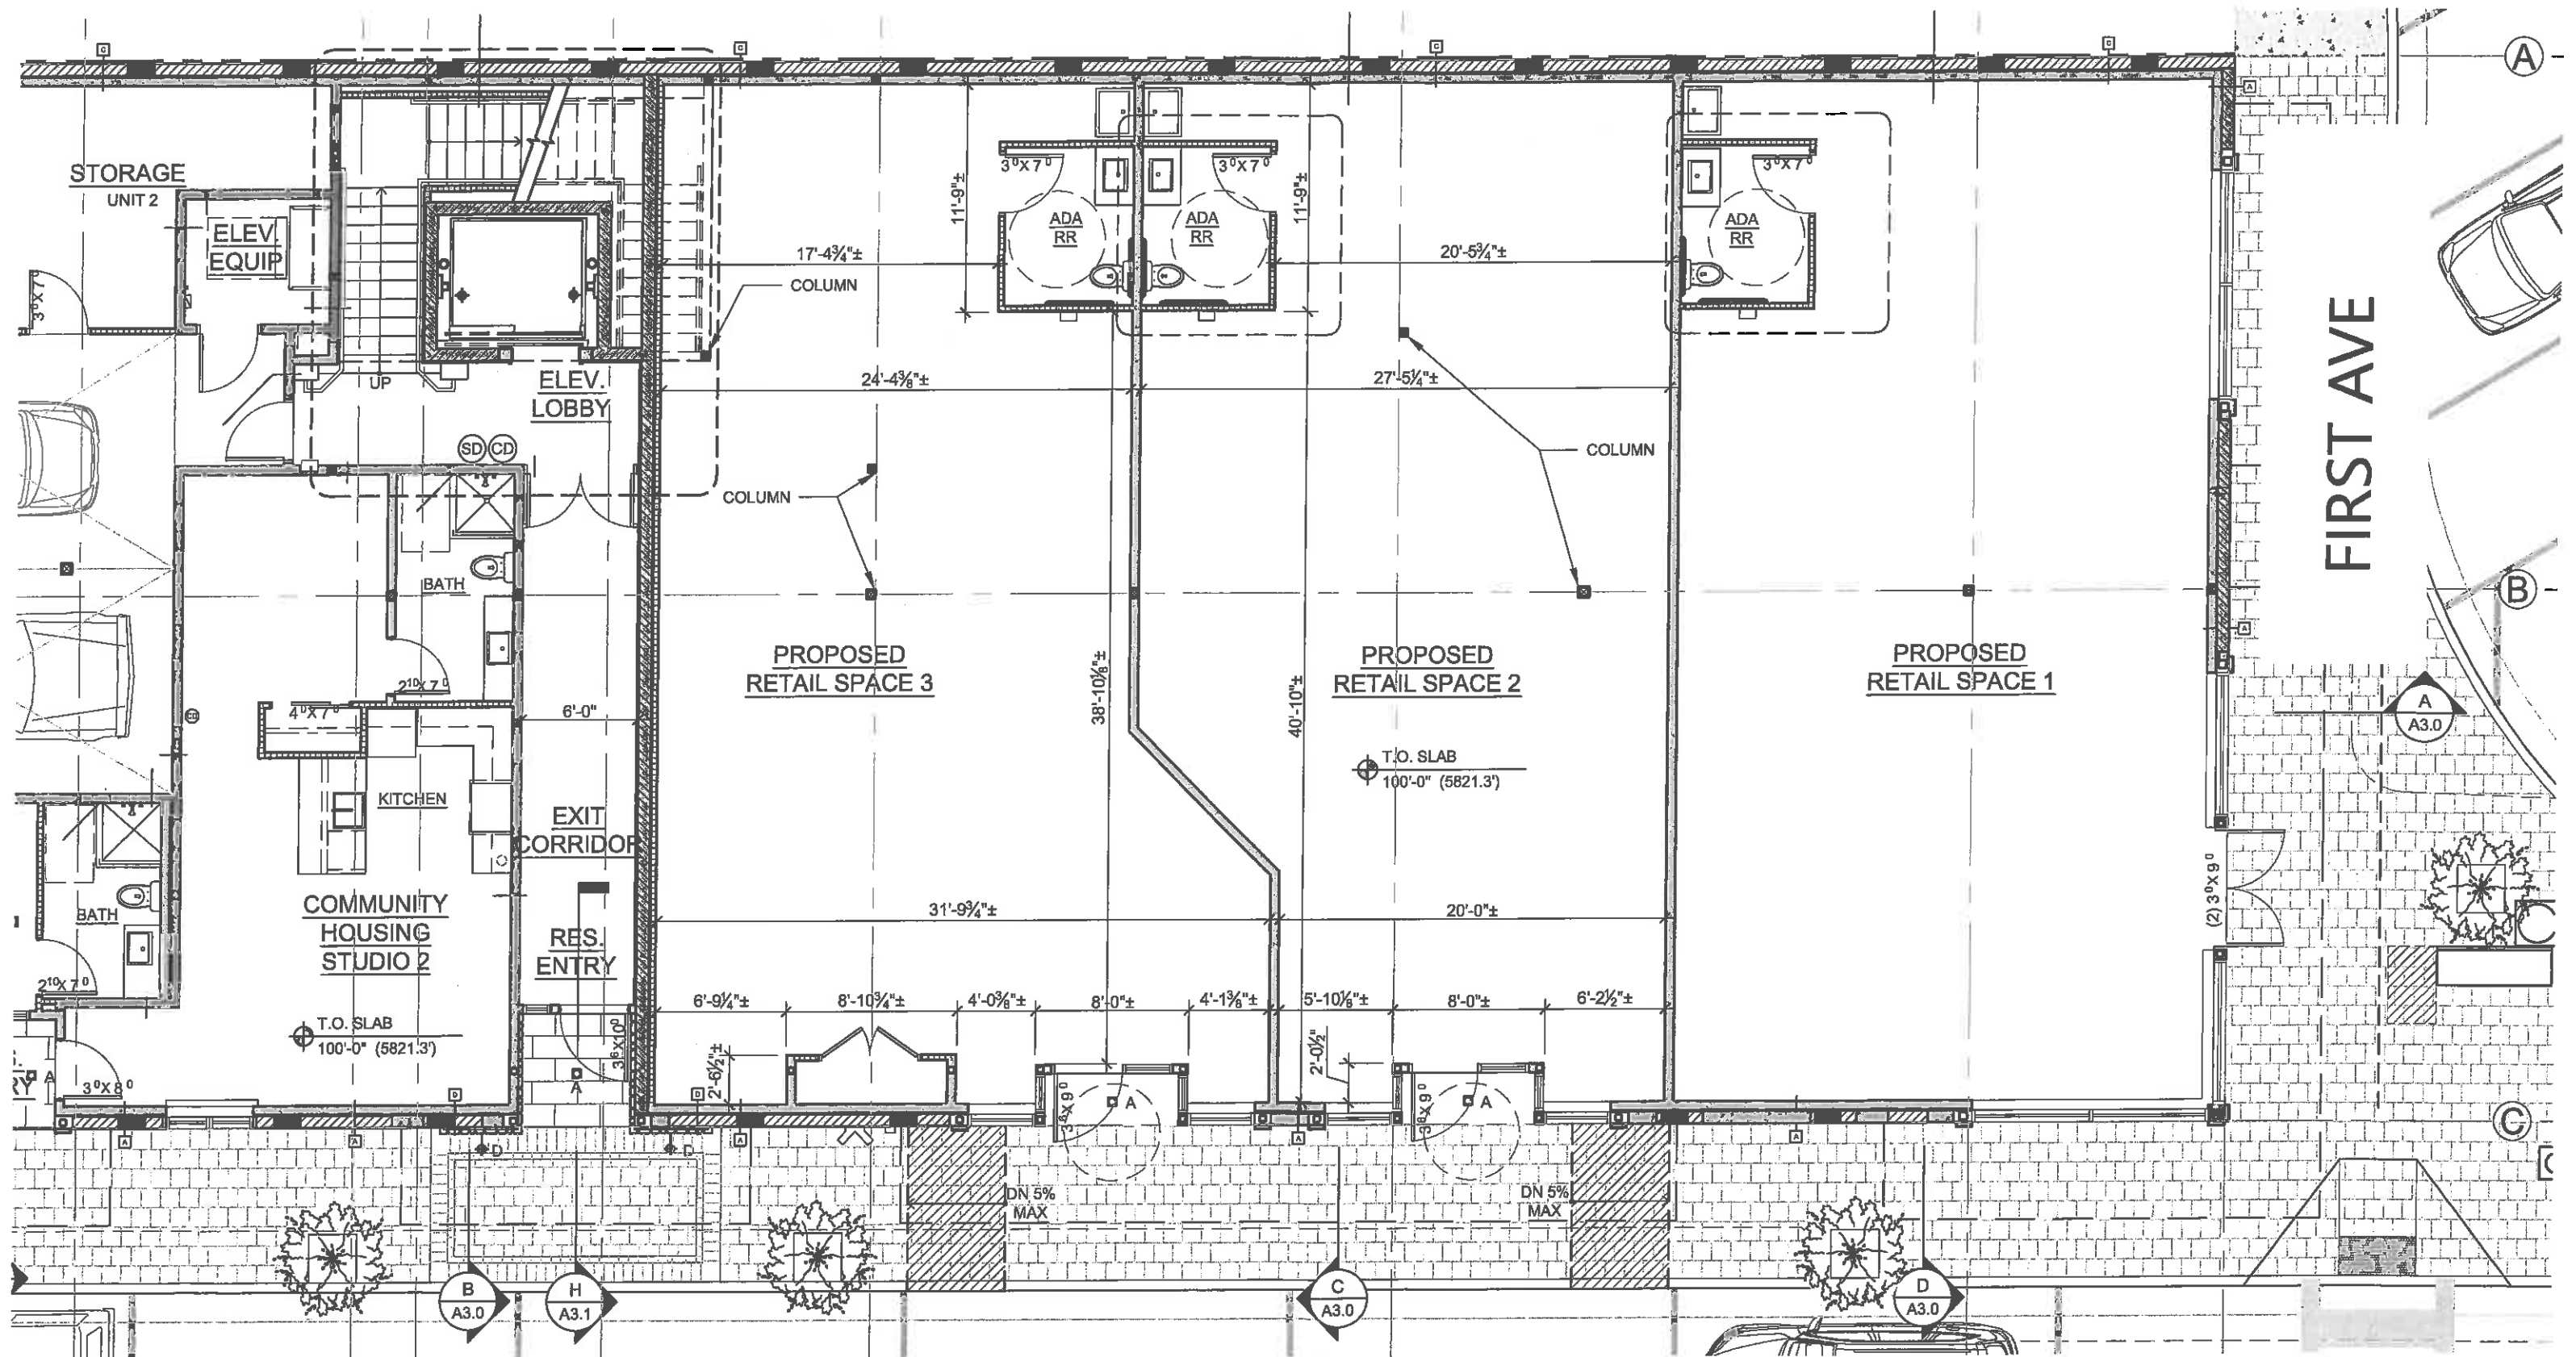 C
C
C
C
A
A
STORAGE
UNIT 2
ELEV.
EQUIP
3⁰X7⁰
UP
ELEV.
LOBBY
SD
CD
11'-9"±
3⁰X7⁰
ADA
RR
3⁰X7⁰
ADA
RR
11'-9"±
3⁰X7⁰
ADA
RR
17'-4¾"±
20'-5¾"±
COLUMN
24'-4⅜"±
27'-5¼"±
COLUMN
COLUMN
FIRST AVE
B
A
BATH
2¹⁰X7⁰
4⁰X7⁰
6'-0"
PROPOSED
RETAIL SPACE 3
38'-10⅛"±
40'-10"±
PROPOSED
RETAIL SPACE 2
PROPOSED
RETAIL SPACE 1
A
A3.0
T.O. SLAB
100'-0" (5821.3')
KITCHEN
EXIT
CORRIDOR
COMMUNITY
HOUSING
STUDIO 2
BATH
2¹⁰X7⁰
RES.
ENTRY
31'-9¾"±
20'-0"±
(2) 3⁰X9⁰
6'-9¼"±
8'-10¾"±
4'-0⅜"±
8'-0"±
4'-1⅜"±
5'-10⅛"±
8'-0"±
6'-2½"±
T.O. SLAB
100'-0" (5821.3')
3⁶X10⁰
2'-6½"±
2'-0½"±
3⁰X8⁰
A
A
D
D
3⁶X9⁰
A
3⁶X9⁰
A
C
A
A
A
A
A
D
D
DN 5%
MAX
DN 5%
MAX
B
A3.0
H
A3.1
C
A3.0
D
A3.0